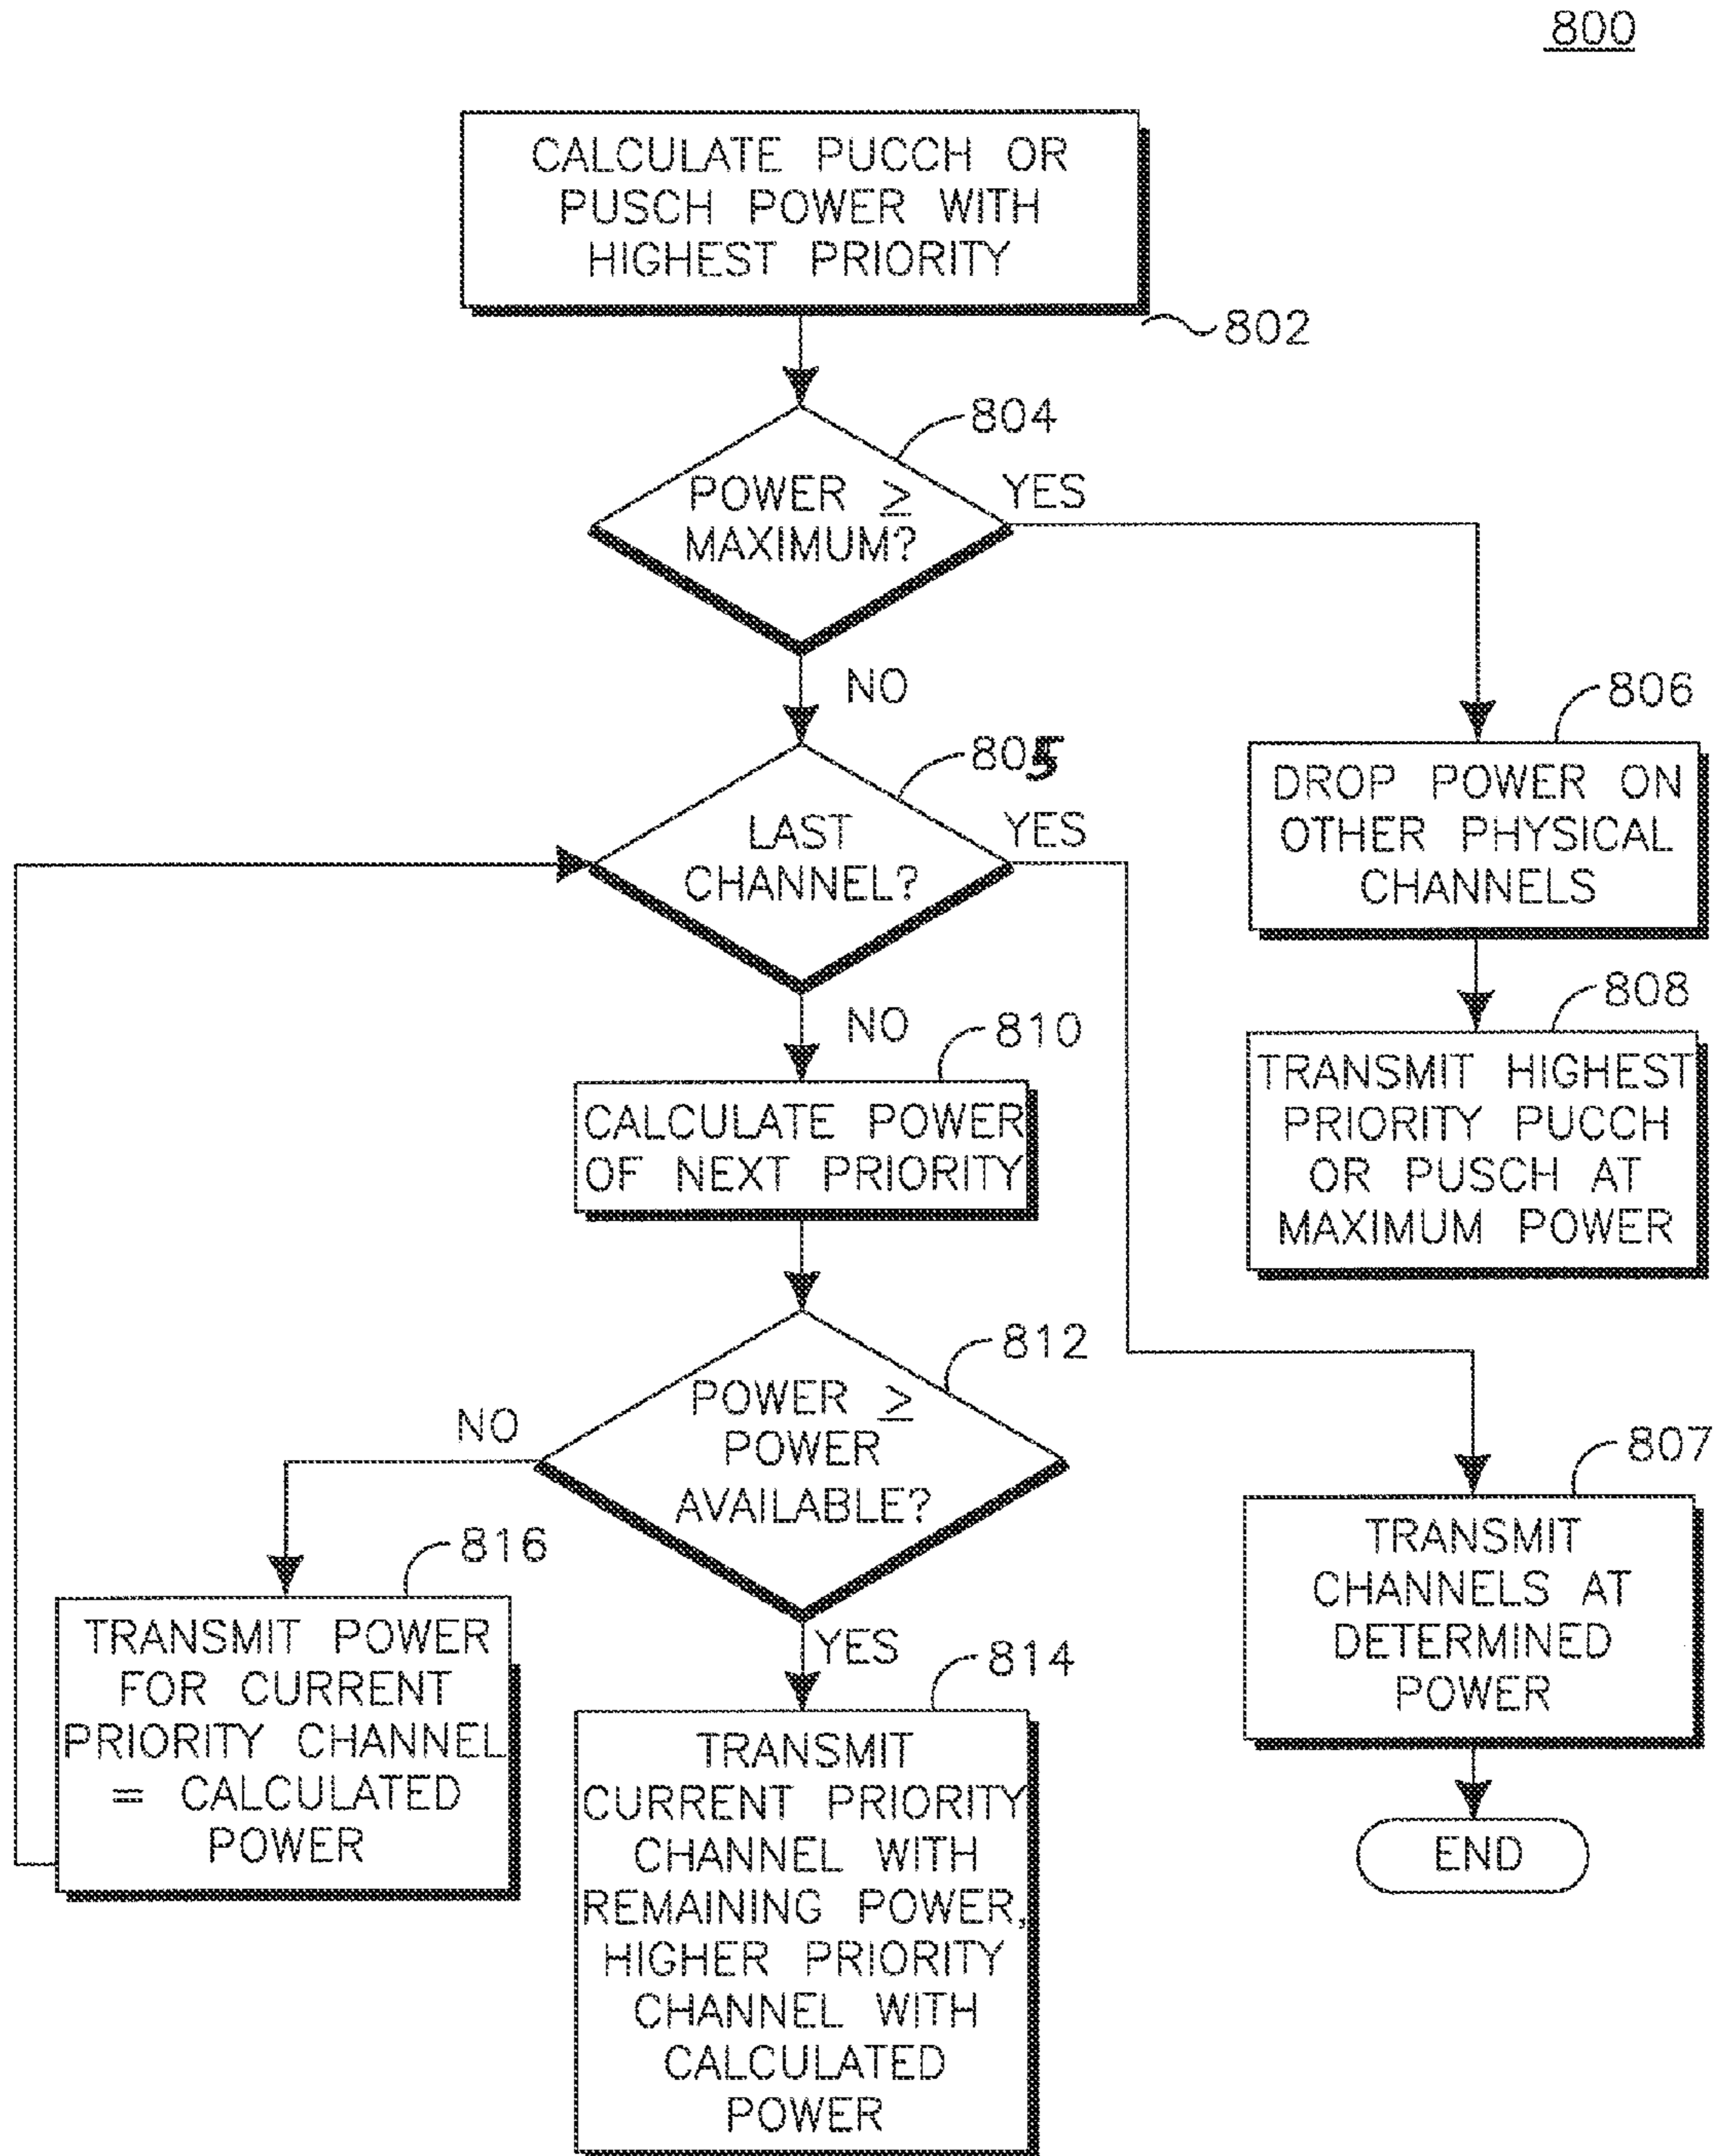 800
CALCULATE PUCCH OR
PUSCH POWER WITH
HIGHEST PRIORITY
802
804
POWER ≥
MAXIMUM?
YES
NO
805
LAST
CHANNEL?
YES
NO
806
DROP POWER ON
OTHER PHYSICAL
CHANNELS
808
TRANSMIT HIGHEST
PRIORITY PUCCH
OR PUSCH AT
MAXIMUM POWER
810
CALCULATE POWER
OF NEXT PRIORITY
812
POWER ≥
POWER
AVAILABLE?
NO
YES
807
TRANSMIT
CHANNELS AT
DETERMINED
POWER
END
816
TRANSMIT POWER
FOR CURRENT
PRIORITY CHANNEL
= CALCULATED
POWER
814
TRANSMIT
CURRENT PRIORITY
CHANNEL WITH
REMAINING POWER,
HIGHER PRIORITY
CHANNEL WITH
CALCULATED
POWER